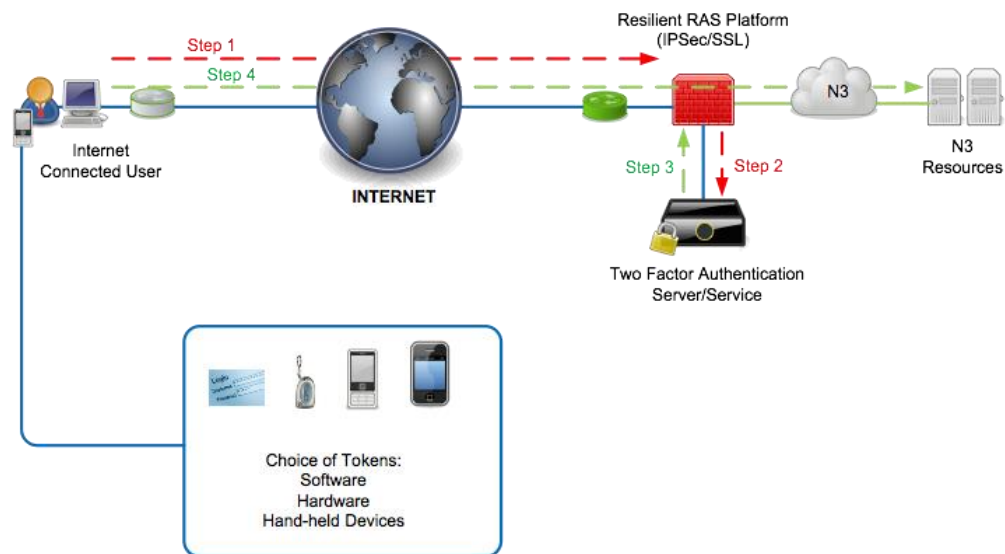 Resilient RAS Platform
(IPSec/SSL)
Step 1
Step 4
N3
Internet
Connected User
INTERNET
Step 3
Step 2
N3
Resources
Two Factor Authentication
Server/Service
Login
Choice of Tokens:
Software
Hardware
Hand-held Devices